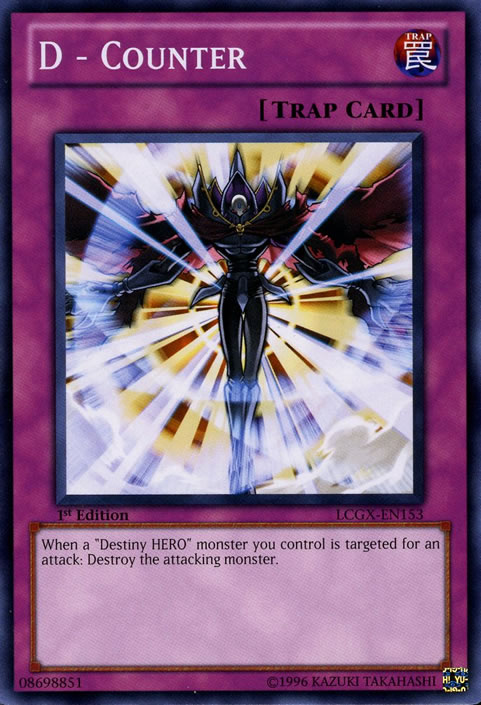 D - Counter
TRAP
罠
[Trap Card]
1st Edition
LCGX-EN153
When a "Destiny HERO" monster you control is targeted for an
attack: Destroy the attacking monster.
08698851
©1996 KAZUKI TAKAHASHI